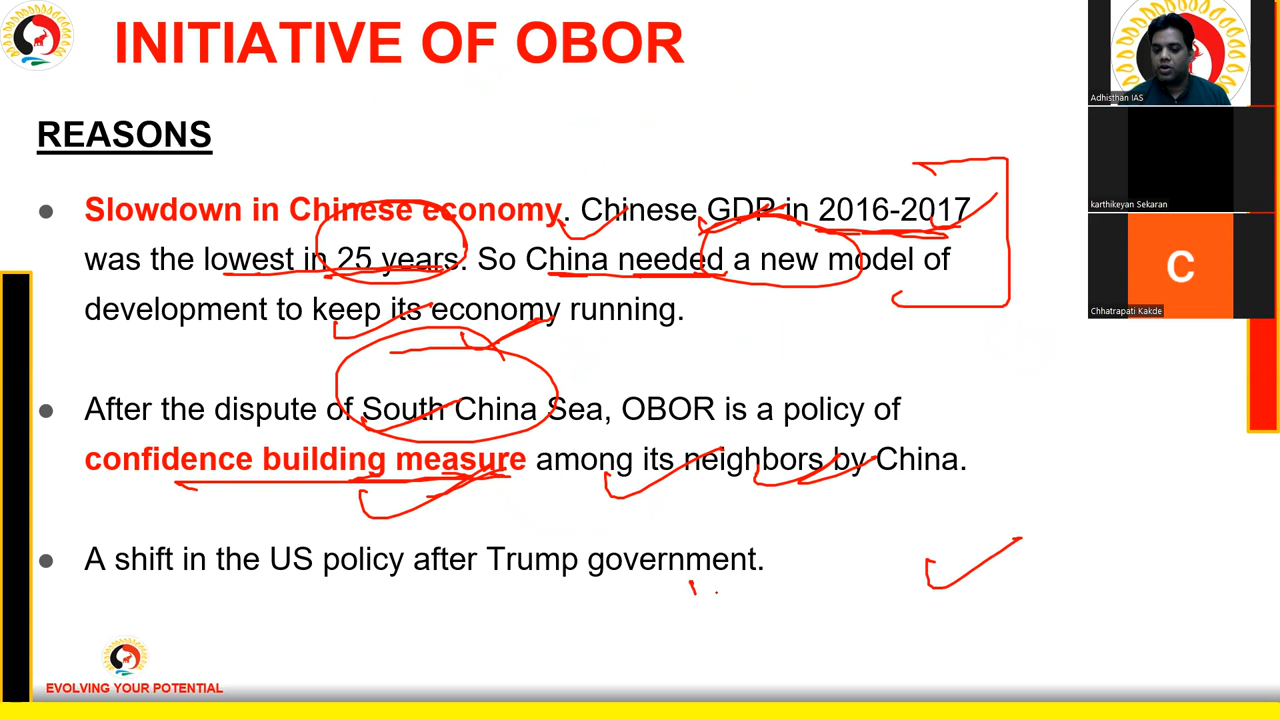 INITIATIVE OF OBOR
REASONS
● Slowdown in Chinese economy. Chinese GDP in 2016-2017
was the lowest in 25 years. So China needed a new model of
development to keep its economy running.
● After the dispute of South China Sea, OBOR is a policy of
confidence building measure among its neighbors by China.
● A shift in the US policy after Trump government.
EVOLVING YOUR POTENTIAL
Adhisthan IAS
karthikeyan Sekaran
C
Chhatrapati Kakde